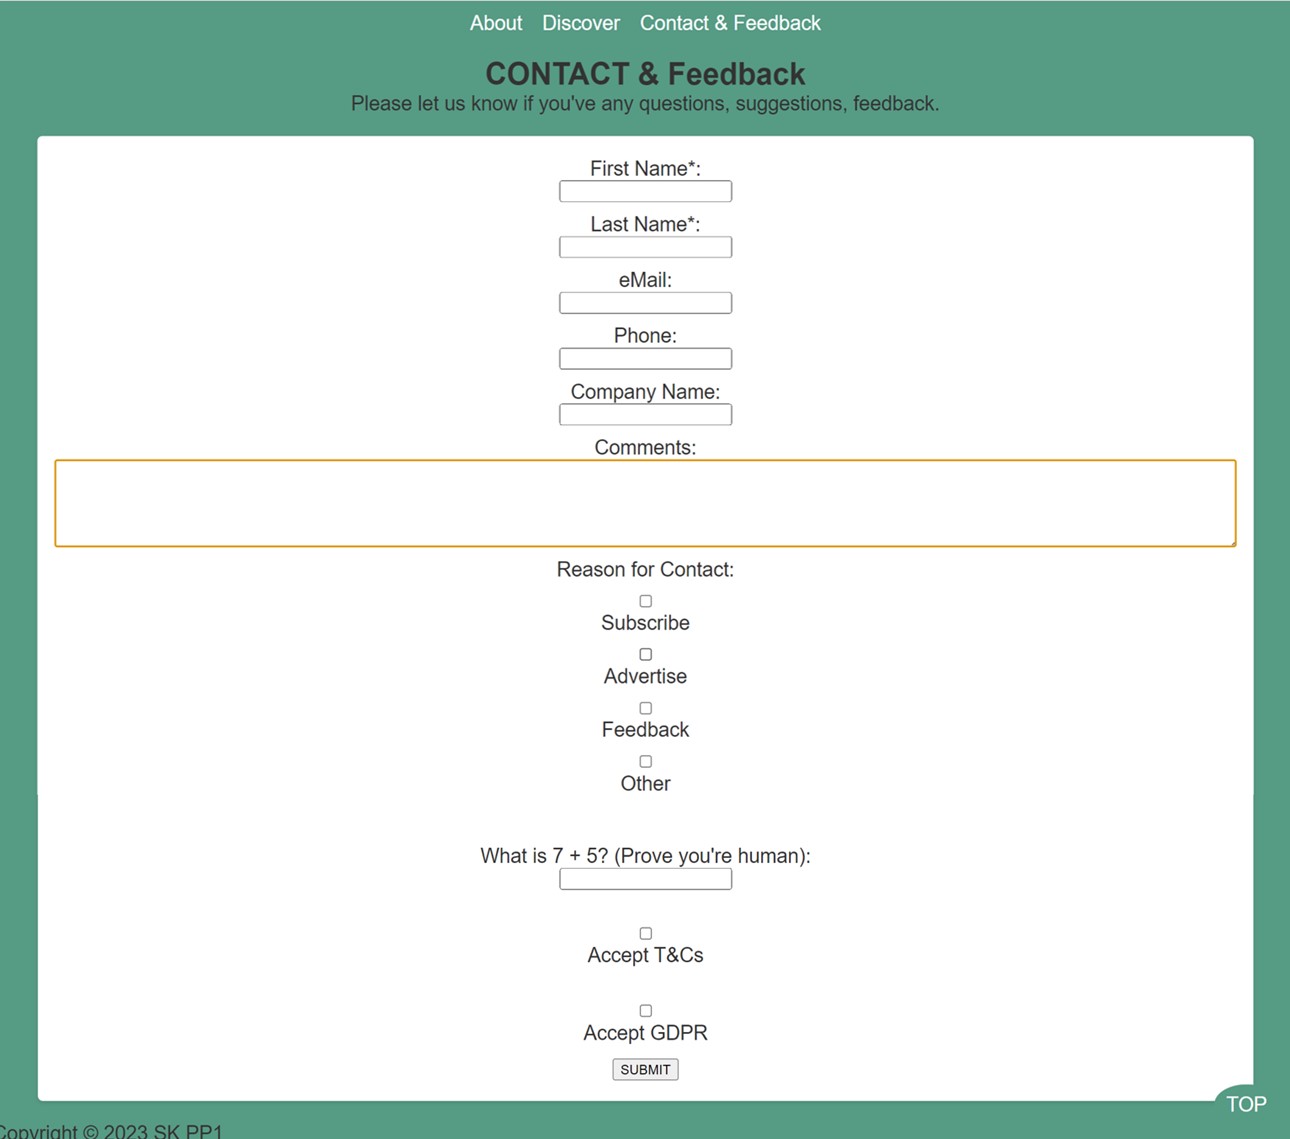 About Discover Contact & Feedback
CONTACT & Feedback
Please let us know if you've any questions, suggestions, feedback.
First Name*:
Last Name*:
eMail:
Phone:
Company Name:
Comments:
Reason for Contact:
Subscribe
Advertise
Feedback
Other
What is 7 + 5? (Prove you're human):
Accept T&Cs
Accept GDPR
SUBMIT
TOP
Copyright © 2023 SK PP1